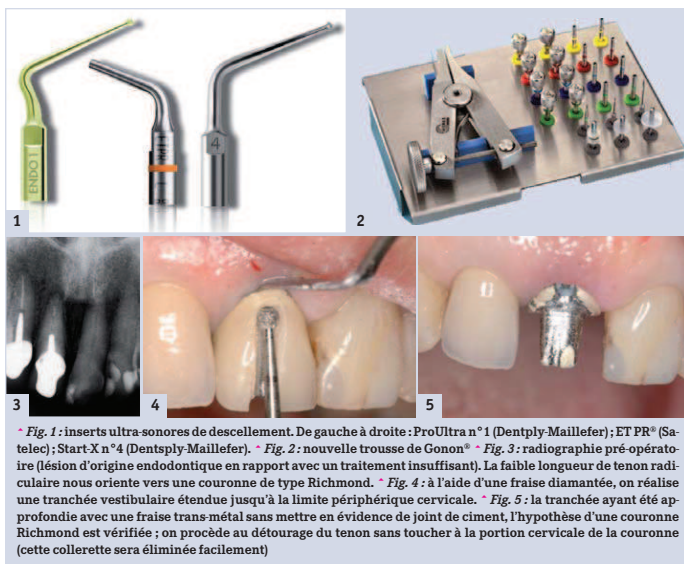 ENDO 1
4
1
2
3
4
5
Fig. 1 : inserts ultra-sonores de descellement. De gauche à droite : ProUltra n° 1 (Dentply-Maillefer) ; ET PR® (Sa-
telec) ; Start-X n° 4 (Dentsply-Maillefer). Fig. 2 : nouvelle trousse de Gonon® Fig. 3 : radiographie pré-opérato-
ire (lésion d'origine endodontique en rapport avec un traitement insuffisant). La faible longueur de tenon radi-
culaire nous oriente vers une couronne de type Richmond. Fig. 4 : à l'aide d'une fraise diamantée, on réalise
une tranchée vestibulaire étendue jusqu'à la limite périphérique cervicale. Fig. 5 : la tranchée ayant été ap-
profondie avec une fraise trans-métal sans mettre en évidence de joint de ciment, l'hypothèse d'une couronne
Richmond est vérifiée ; on procède au détourage du tenon sans toucher à la portion cervicale de la couronne
(cette collerette sera éliminée facilement)